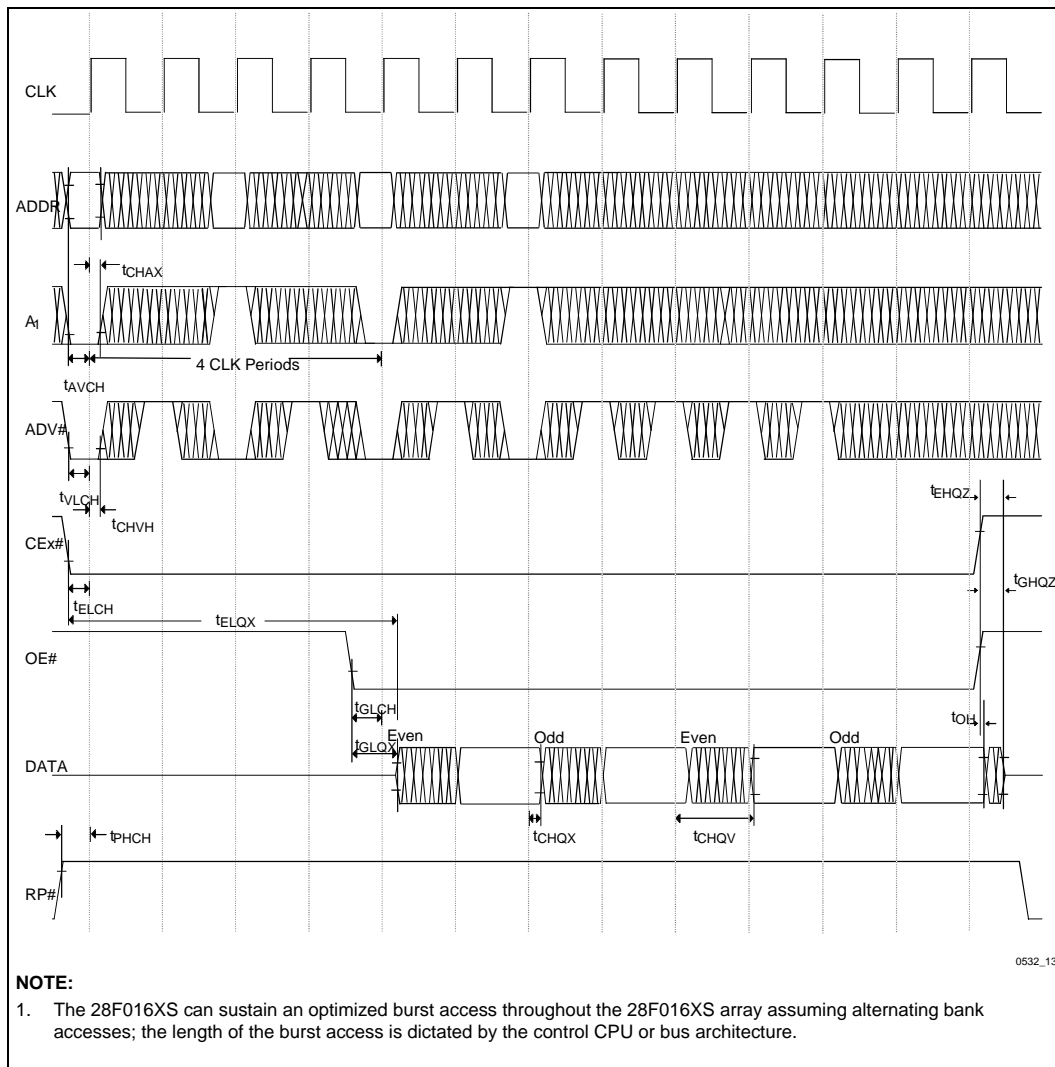 CLK
ADDR
tCHAX
A1
4 CLK Periods
tAVCH
ADV#
tEHQZ
tVLCH
tCHVH
CEx#
tGHQZ
tELCH
tELQX
OE#
tGLCH
tOH
Even
Odd
Even
Odd
tGLQX
DATA
tCHQX
tCHQV
tPHCH
RP#
0532_13
NOTE:
1. The 28F016XS can sustain an optimized burst access throughout the 28F016XS array assuming alternating bank
accesses; the length of the burst access is dictated by the control CPU or bus architecture.